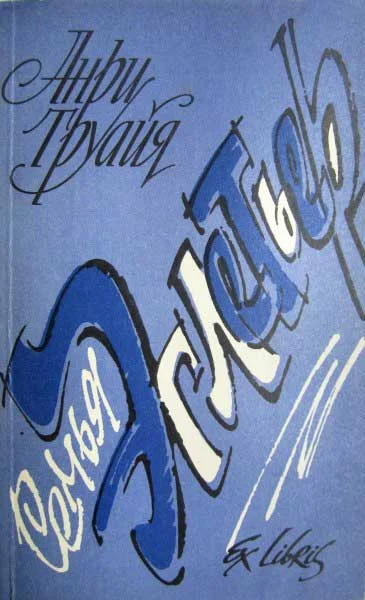 Анри
Труайя
Семья
Эглетьер
Ex Libris